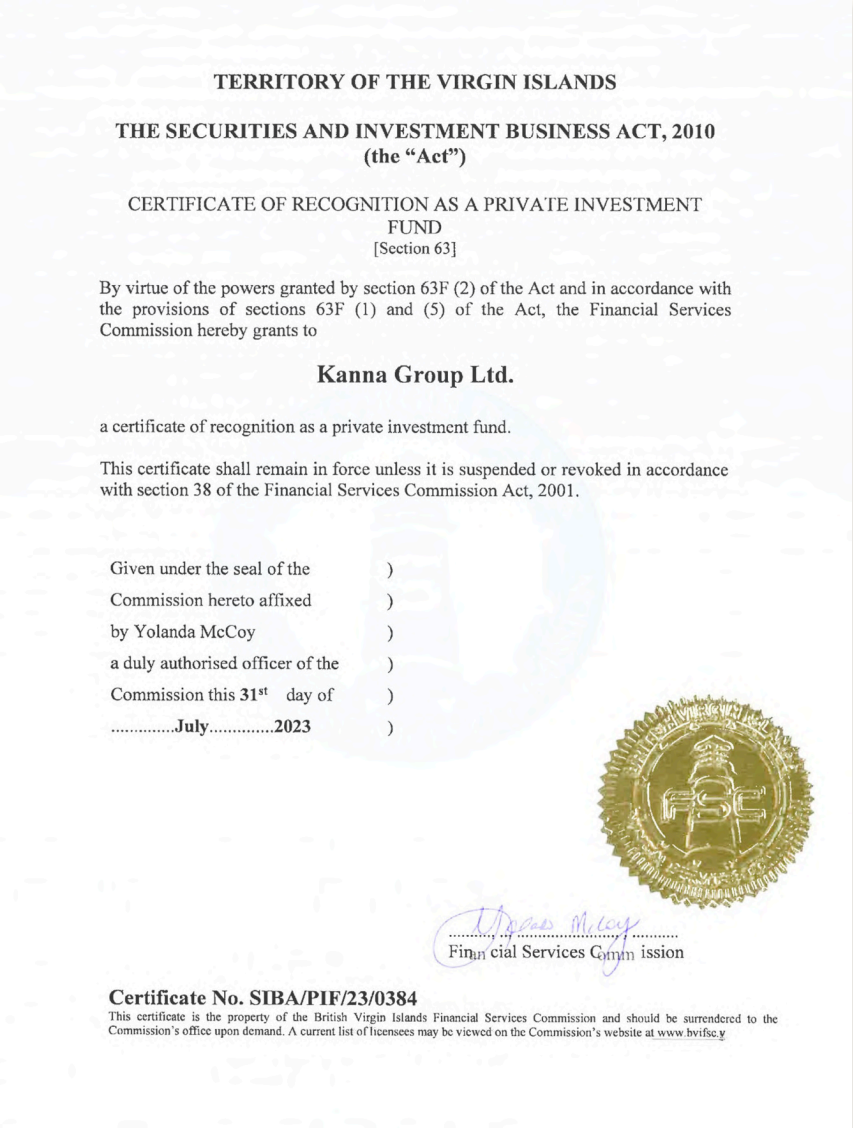 TERRITORY OF THE VIRGIN ISLANDS
THE SECURITIES AND INVESTMENT BUSINESS ACT, 2010
(the “Act”)
CERTIFICATE OF RECOGNITION AS A PRIVATE INVESTMENT
FUND
[Section 63]
By virtue of the powers granted by section 63F (2) of the Act and in accordance with
the provisions of sections 63F (1) and (5) of the Act, the Financial Services
Commission hereby grants to
Kanna Group Ltd.
a certificate of recognition as a private investment fund.
This certificate shall remain in force unless it is suspended or revoked in accordance
with section 38 of the Financial Services Commission Act, 2001.
Given under the seal of the )
Commission hereto affixed )
by Yolanda McCoy )
a duly authorised officer of the )
Commission this 31st day of )
..............July..............2023 )
FSC
Financial Services Commission
Certificate No. SIBA/PIF/23/0384
This certificate is the property of the British Virgin Islands Financial Services Commission and should be surrendered to the
Commission’s office upon demand. A current list of licensees may be viewed on the Commission’s website at www.bvifsc.v